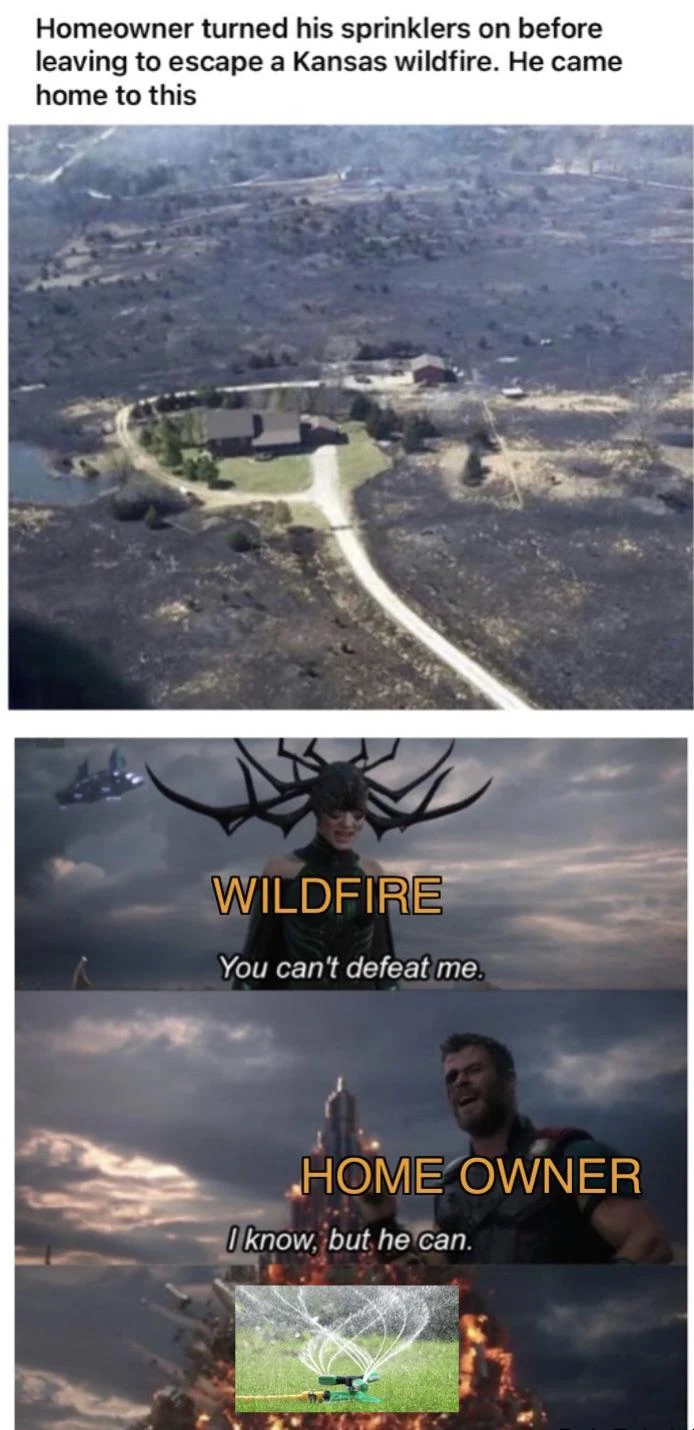 Homeowner turned his sprinklers on before
leaving to escape a Kansas wildfire. He came
home to this
WILDFIRE
You can't defeat me.
HOME OWNER
I know, but he can.